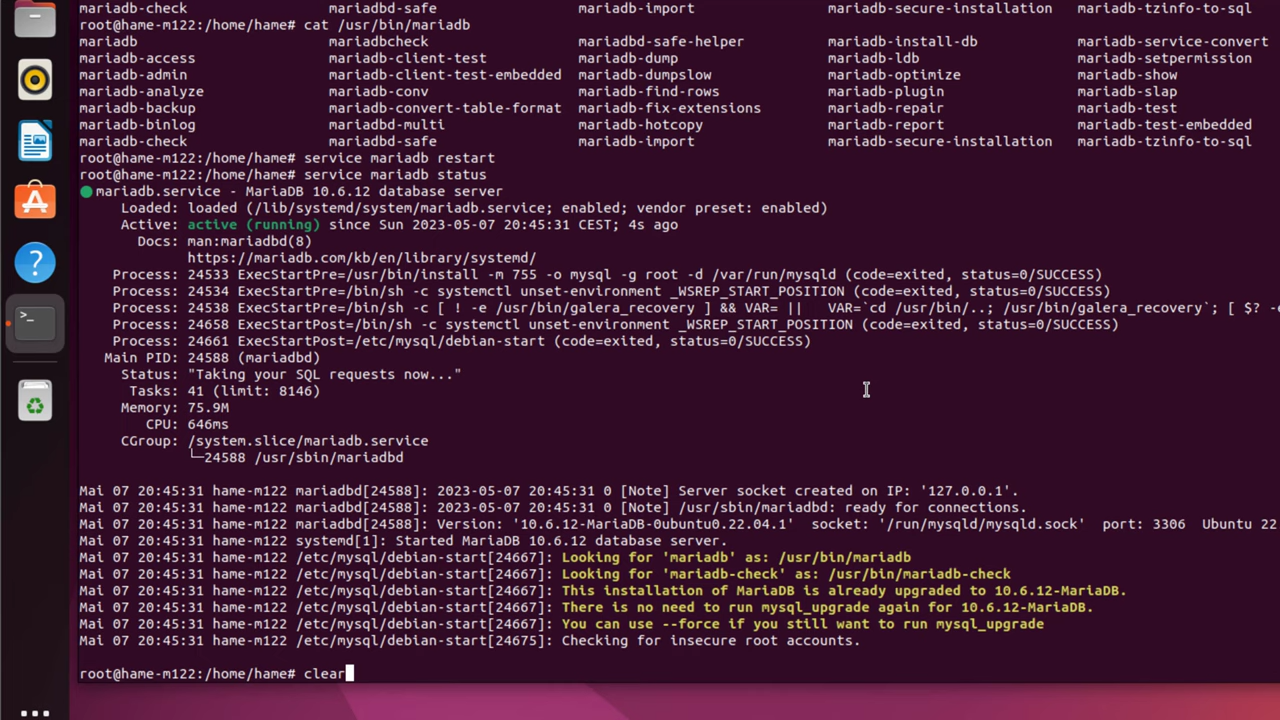 mariadb-check mariadbd-safe mariadb-import mariadb-secure-installation mariadb-tzinfo-to-sql
root@hame-m122:/home/hame# cat /usr/bin/mariadb
mariadb mariadbcheck mariadbd-safe-helper mariadb-install-db mariadb-service-convert
mariadb-access mariadb-client-test mariadb-dump mariadb-ldb mariadb-setpermission
mariadb-admin mariadb-client-test-embedded mariadb-dumpslow mariadb-optimize mariadb-show
mariadb-analyze mariadb-conv mariadb-find-rows mariadb-plugin mariadb-slap
mariadb-backup mariadb-convert-table-format mariadb-fix-extensions mariadb-repair mariadb-test
mariadb-binlog mariadbd-multi mariadb-hotcopy mariadb-report mariadb-test-embedded
mariadb-check mariadbd-safe mariadb-import mariadb-secure-installation mariadb-tzinfo-to-sql
root@hame-m122:/home/hame# service mariadb restart
root@hame-m122:/home/hame# service mariadb status
mariadb.service - MariaDB 10.6.12 database server
Loaded: loaded (/lib/systemd/system/mariadb.service; enabled; vendor preset: enabled)
Active: active (running) since Sun 2023-05-07 20:45:31 CEST; 4s ago
Docs: man:mariadbd(8)
https://mariadb.com/kb/en/library/systemd/
Process: 24533 ExecStartPre=/usr/bin/install -m 755 -o mysql -g root -d /var/run/mysqld (code=exited, status=0/SUCCESS)
Process: 24534 ExecStartPre=/bin/sh -c systemctl unset-environment _WSREP_START_POSITION (code=exited, status=0/SUCCESS)
Process: 24538 ExecStartPre=/bin/sh -c [ ! -e /usr/bin/galera_recovery ] && VAR= || VAR=`cd /usr/bin/..; /usr/bin/galera_recovery`; [ $? -
Process: 24658 ExecStartPost=/bin/sh -c systemctl unset-environment _WSREP_START_POSITION (code=exited, status=0/SUCCESS)
Process: 24661 ExecStartPost=/etc/mysql/debian-start (code=exited, status=0/SUCCESS)
Main PID: 24588 (mariadbd)
Status: "Taking your SQL requests now..."
Tasks: 41 (limit: 8146)
Memory: 75.9M
CPU: 646ms
CGroup: /system.slice/mariadb.service
└─24588 /usr/sbin/mariadbd
Mai 07 20:45:31 hame-m122 mariadbd[24588]: 2023-05-07 20:45:31 0 [Note] Server socket created on IP: '127.0.0.1'.
Mai 07 20:45:31 hame-m122 mariadbd[24588]: 2023-05-07 20:45:31 0 [Note] /usr/sbin/mariadbd: ready for connections.
Mai 07 20:45:31 hame-m122 mariadbd[24588]: Version: '10.6.12-MariaDB-0ubuntu0.22.04.1' socket: '/run/mysqld/mysqld.sock' port: 3306 Ubuntu 22
Mai 07 20:45:31 hame-m122 systemd[1]: Started MariaDB 10.6.12 database server.
Mai 07 20:45:31 hame-m122 /etc/mysql/debian-start[24667]: Looking for 'mariadb' as: /usr/bin/mariadb
Mai 07 20:45:31 hame-m122 /etc/mysql/debian-start[24667]: Looking for 'mariadb-check' as: /usr/bin/mariadb-check
Mai 07 20:45:31 hame-m122 /etc/mysql/debian-start[24667]: This installation of MariaDB is already upgraded to 10.6.12-MariaDB.
Mai 07 20:45:31 hame-m122 /etc/mysql/debian-start[24667]: There is no need to run mysql_upgrade again for 10.6.12-MariaDB.
Mai 07 20:45:31 hame-m122 /etc/mysql/debian-start[24667]: You can use --force if you still want to run mysql_upgrade
Mai 07 20:45:31 hame-m122 /etc/mysql/debian-start[24675]: Checking for insecure root accounts.
root@hame-m122:/home/hame# clear